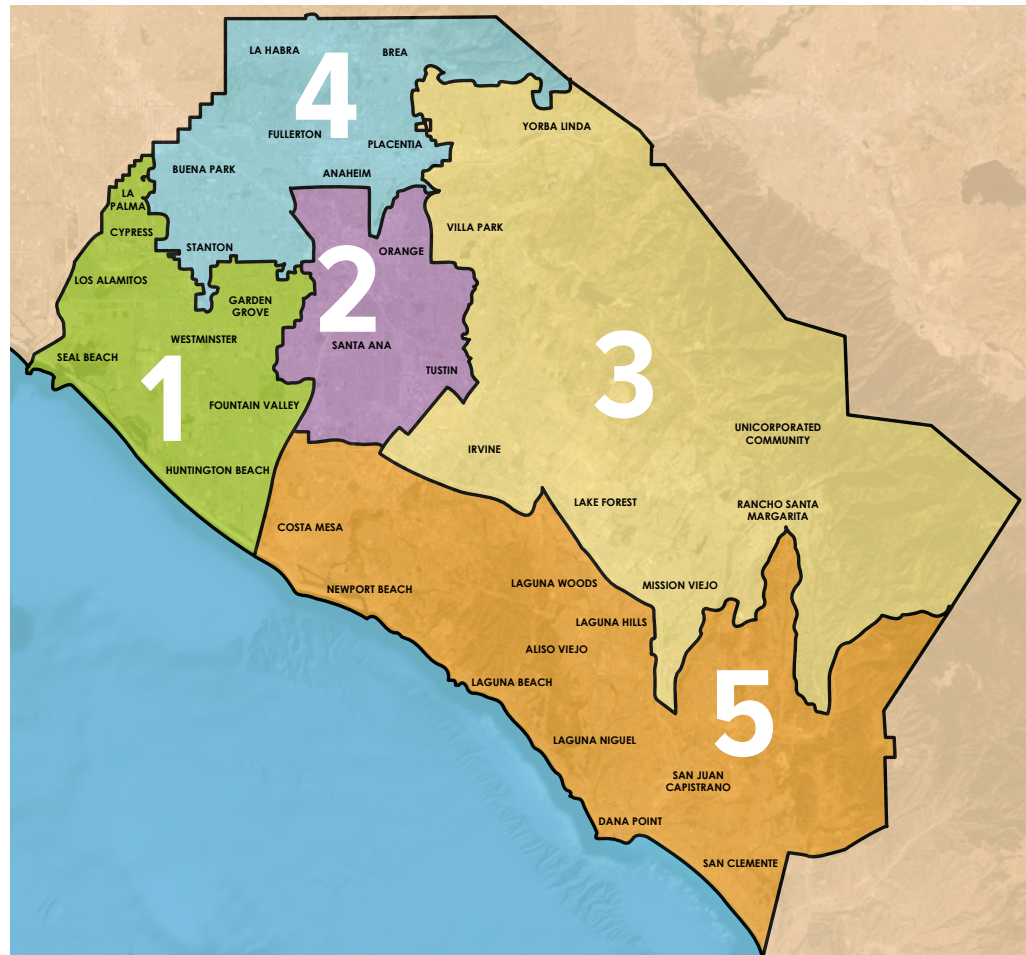 LA HABRA
BREA
4
FULLERTON
YORBA LINDA
PLACENTIA
BUENA PARK
ANAHEIM
LA
PALMA
CYPRESS
STANTON
VILLA PARK
ORANGE
2
LOS ALAMITOS
GARDEN
GROVE
WESTMINSTER
SANTA ANA
SEAL BEACH
TUSTIN
3
1
FOUNTAIN VALLEY
UNICORPORATED
COMMUNITY
IRVINE
HUNTINGTON BEACH
LAKE FOREST
RANCHO SANTA
MARGARITA
COSTA MESA
NEWPORT BEACH
LAGUNA WOODS
MISSION VIEJO
LAGUNA HILLS
ALISO VIEJO
LAGUNA BEACH
5
LAGUNA NIGUEL
SAN JUAN
CAPISTRANO
DANA POINT
SAN CLEMENTE